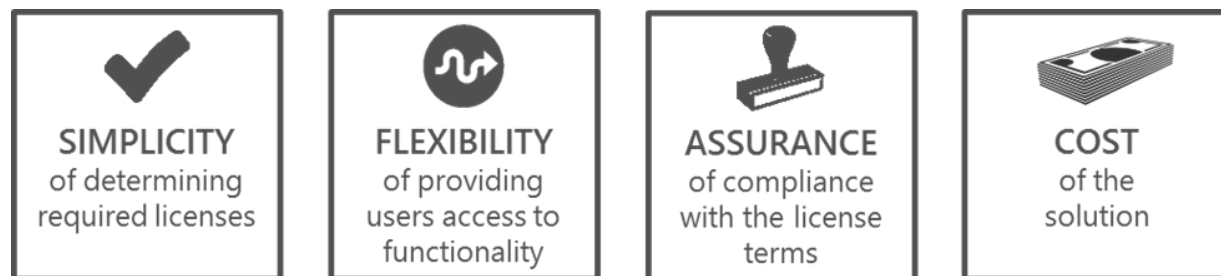 SIMPLICITY
of determining
required licenses
FLEXIBILITY
of providing
users access to
functionality
ASSURANCE
of compliance
with the license
terms
COST
of the
solution